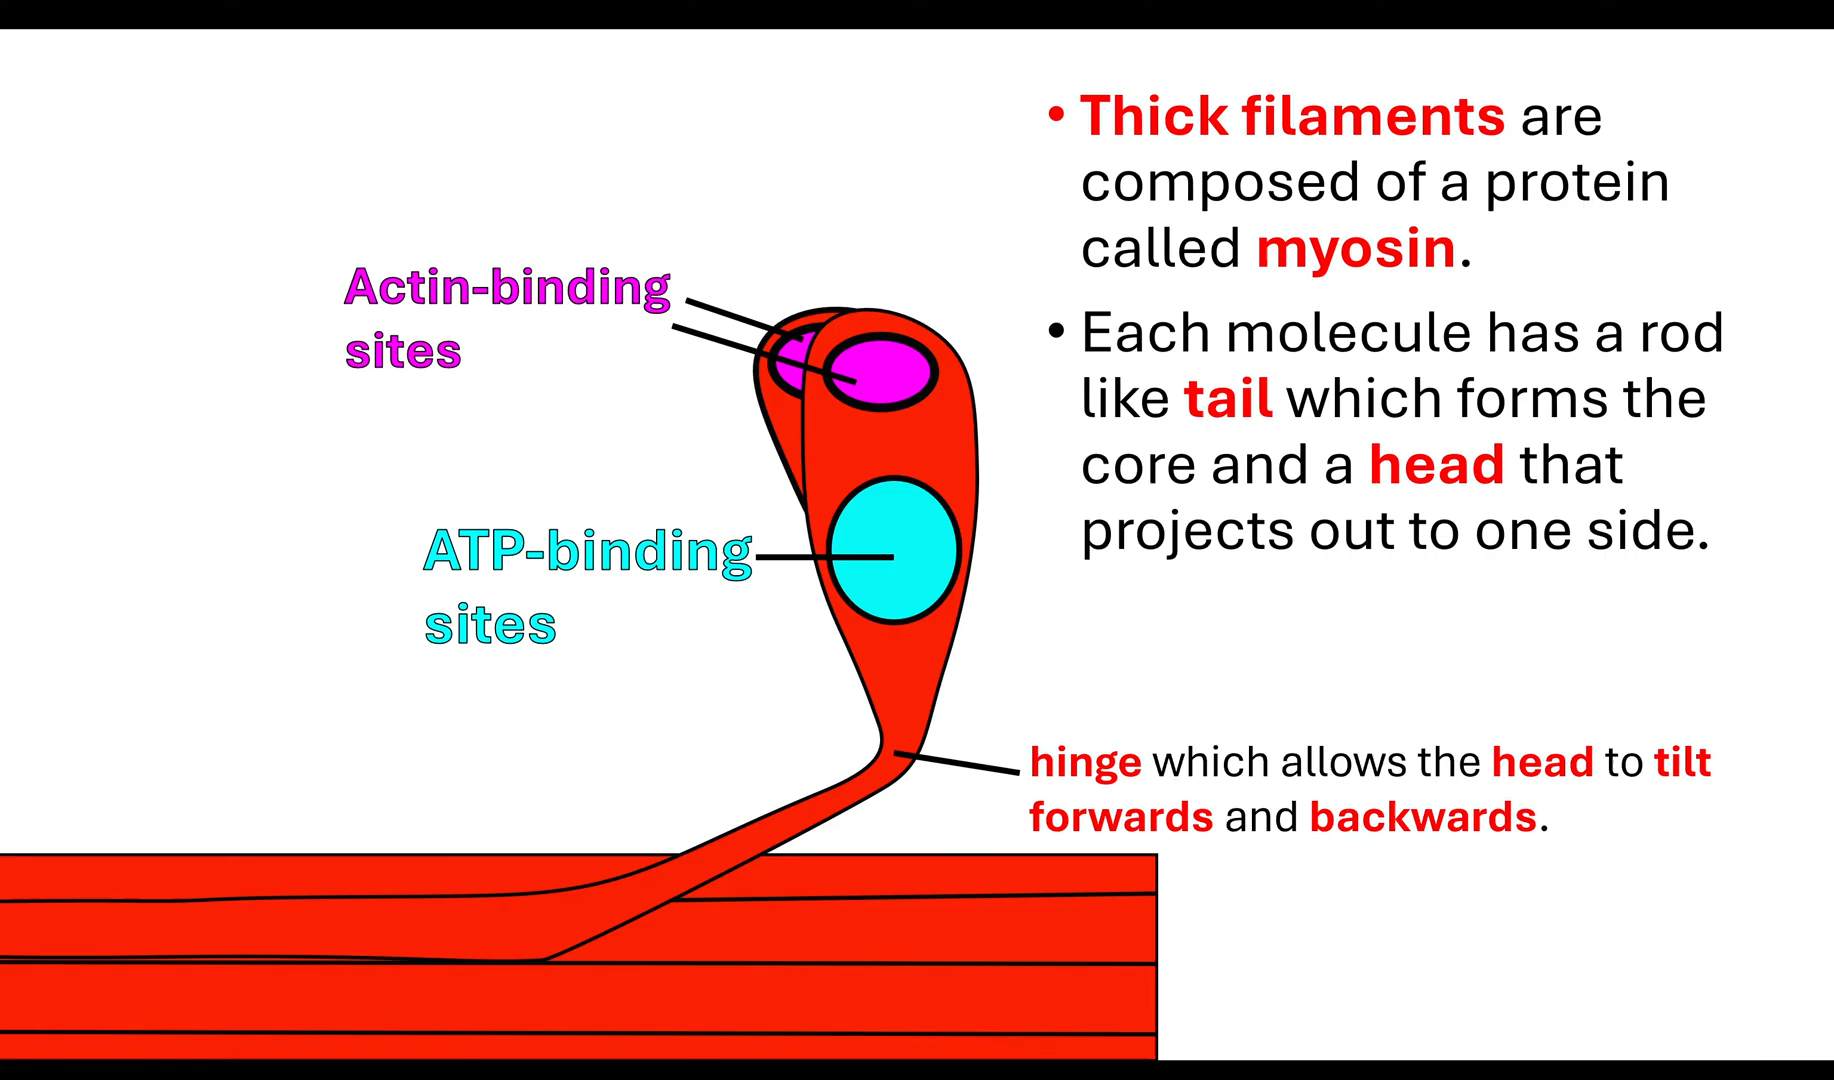 • Thick filaments are
composed of a protein
called myosin.
• Each molecule has a rod
like tail which forms the
core and a head that
projects out to one side.
Actin-binding
sites
ATP-binding
sites
hinge which allows the head to tilt
forwards and backwards.